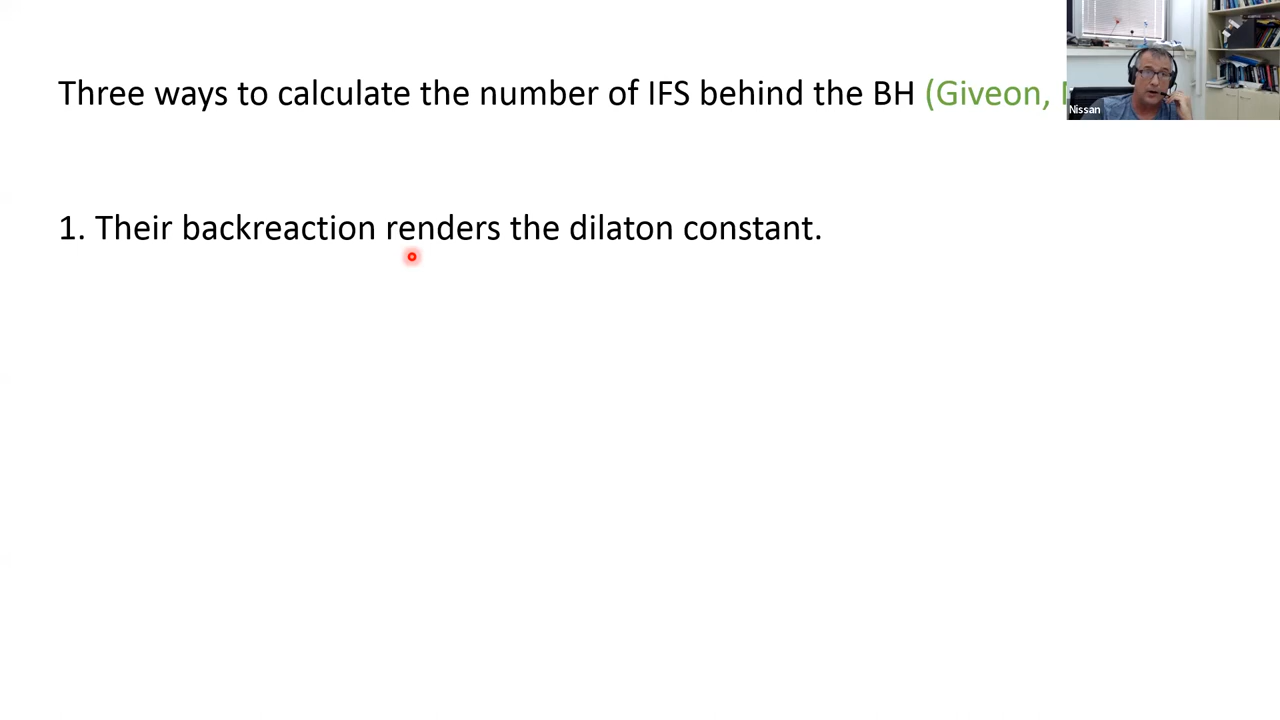 Three ways to calculate the number of IFS behind the BH (Giveon,
Nissan
1. Their backreaction renders the dilaton constant.